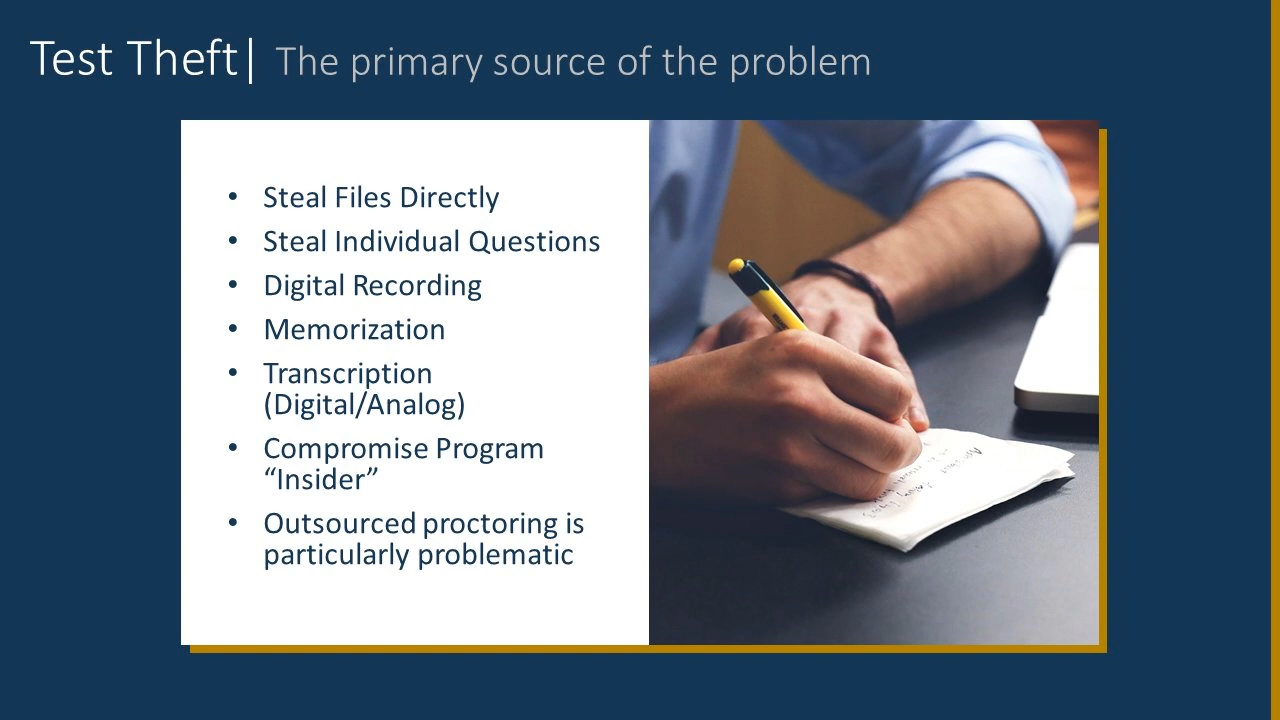 Test Theft| The primary source of the problem
• Steal Files Directly
• Steal Individual Questions
• Digital Recording
• Memorization
• Transcription
(Digital/Analog)
• Compromise Program
“Insider”
• Outsourced proctoring is
particularly problematic